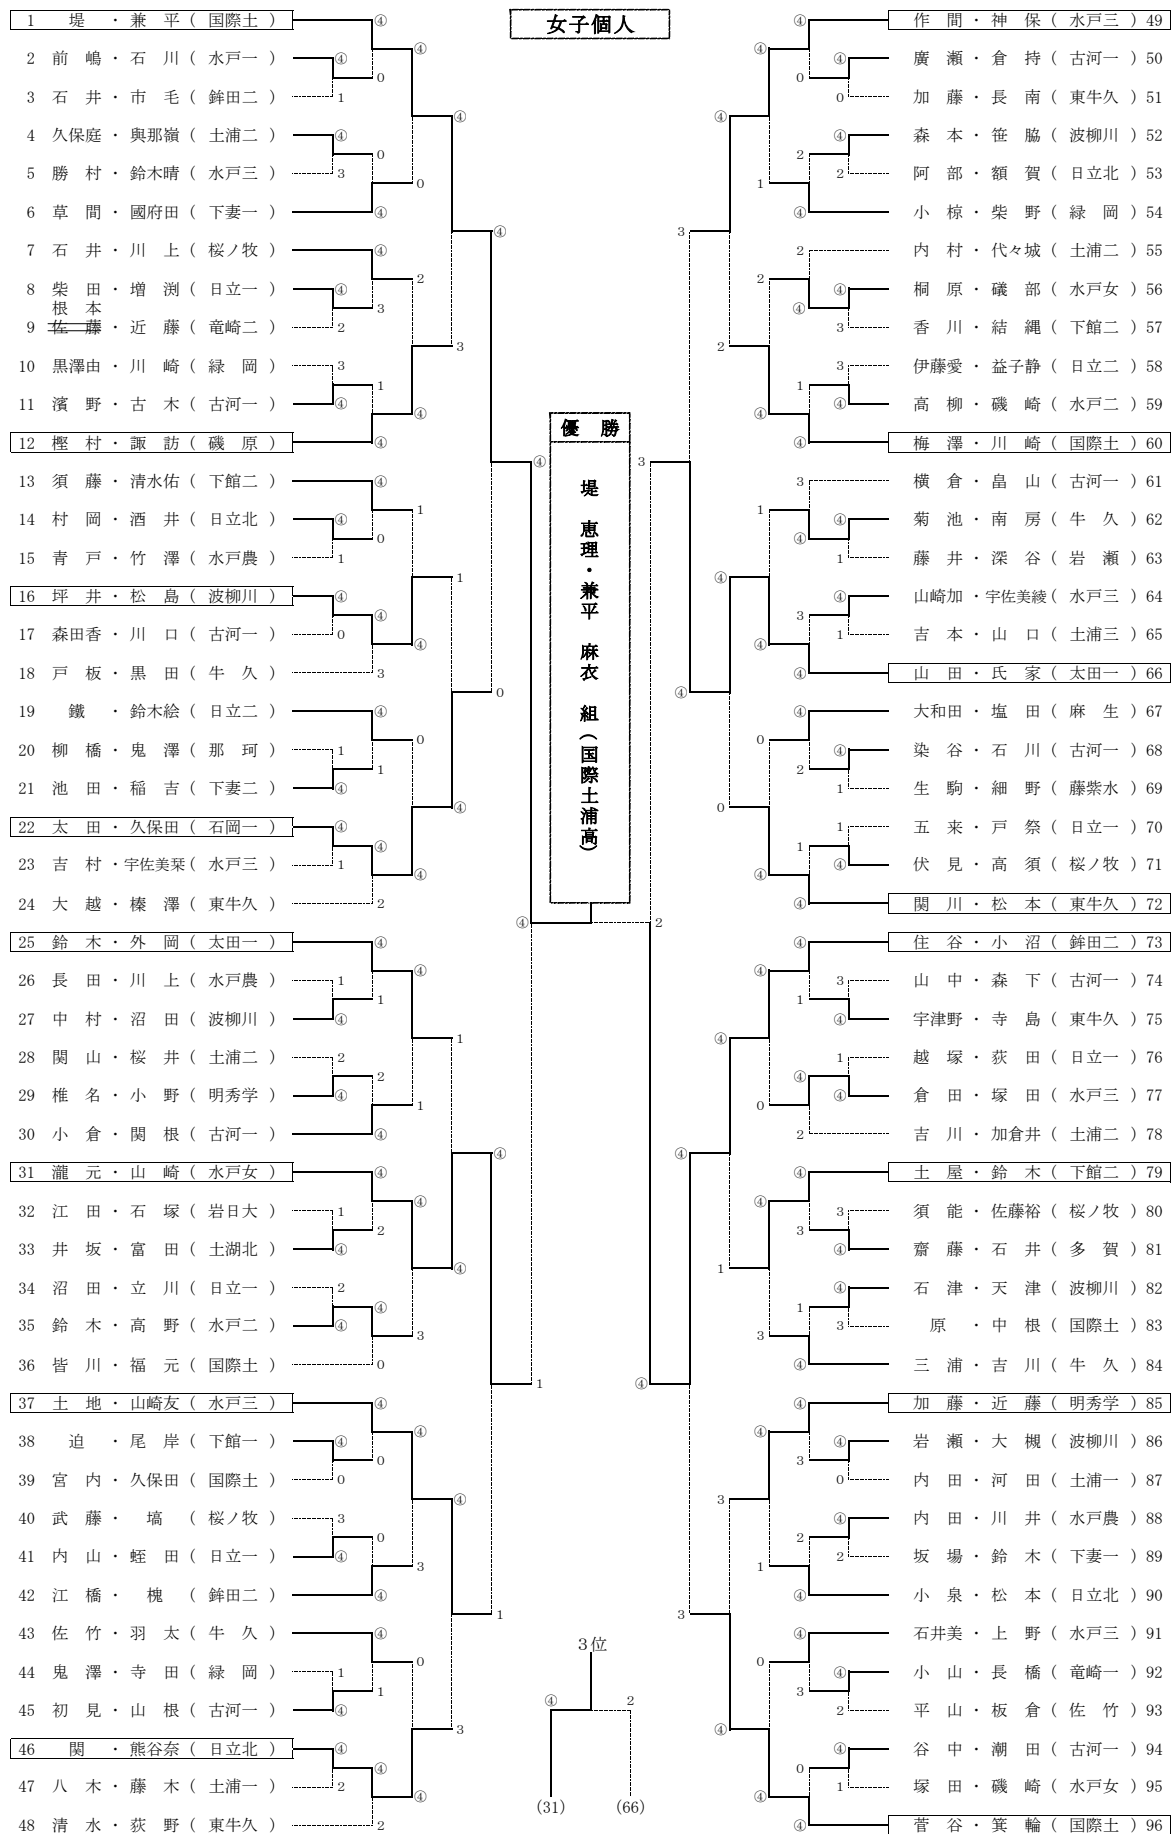 女子個人
1 堤 ・ 兼 平 ( 国際土 )
2 前 嶋 ・ 石 川 ( 水戸一 )
3 石 井 ・ 市 毛 ( 鉾田二 )
4 久保庭 ・ 與那嶺 ( 土浦二 )
5 勝 村 ・ 鈴木晴 ( 水戸三 )
6 草 間 ・ 國府田 ( 下妻一 )
7 石 井 ・ 川 上 ( 桜ノ牧 )
8 柴 田 ・ 増 渕 ( 日立一 )
根 本
9 佐 藤 ・ 近 藤 ( 竜崎二 )
10 黒澤由 ・ 川 崎 ( 緑 岡 )
11 濱 野 ・ 古 木 ( 古河一 )
12 樫 村 ・ 諏 訪 ( 磯 原 )
13 須 藤 ・ 清水佑 ( 下館二 )
14 村 岡 ・ 酒 井 ( 日立北 )
15 青 戸 ・ 竹 澤 ( 水戸農 )
16 坪 井 ・ 松 島 ( 波柳川 )
17 森田香 ・ 川 口 ( 古河一 )
18 戸 板 ・ 黒 田 ( 牛 久 )
19 鐵 ・ 鈴木絵 ( 日立二 )
20 柳 橋 ・ 鬼 澤 ( 那 珂 )
21 池 田 ・ 稲 吉 ( 下妻二 )
22 太 田 ・ 久保田 ( 石岡一 )
23 吉 村 ・ 宇佐美栞 ( 水戸三 )
24 大 越 ・ 榛 澤 ( 東牛久 )
25 鈴 木 ・ 外 岡 ( 太田一 )
26 長 田 ・ 川 上 ( 水戸農 )
27 中 村 ・ 沼 田 ( 波柳川 )
28 関 山 ・ 桜 井 ( 土浦二 )
29 椎 名 ・ 小 野 ( 明秀学 )
30 小 倉 ・ 関 根 ( 古河一 )
31 瀧 元 ・ 山 崎 ( 水戸女 )
32 江 田 ・ 石 塚 ( 岩日大 )
33 井 坂 ・ 富 田 ( 土湖北 )
34 沼 田 ・ 立 川 ( 日立一 )
35 鈴 木 ・ 高 野 ( 水戸二 )
36 皆 川 ・ 福 元 ( 国際土 )
37 土 地 ・ 山崎友 ( 水戸三 )
38 迫 ・ 尾 岸 ( 下館一 )
39 宮 内 ・ 久保田 ( 国際土 )
40 武 藤 ・ 塙 ( 桜ノ牧 )
41 内 山 ・ 蛭 田 ( 日立一 )
42 江 橋 ・ 槐 ( 鉾田二 )
43 佐 竹 ・ 羽 太 ( 牛 久 )
44 鬼 澤 ・ 寺 田 ( 緑 岡 )
45 初 見 ・ 山 根 ( 古河一 )
46 関 ・ 熊谷奈 ( 日立北 )
47 八 木 ・ 藤 木 ( 土浦一 )
48 清 水 ・ 荻 野 ( 東牛久 )
優 勝
堤 恵理・兼平 麻衣 組(国際土浦高)
3位
④ 2
(31) (66)
作 間 ・ 神 保 ( 水戸三 ) 49
廣 瀬 ・ 倉 持 ( 古河一 ) 50
加 藤 ・ 長 南 ( 東牛久 ) 51
森 本 ・ 笹 脇 ( 波柳川 ) 52
阿 部 ・ 額 賀 ( 日立北 ) 53
小 椋 ・ 柴 野 ( 緑 岡 ) 54
内 村 ・ 代々城 ( 土浦二 ) 55
桐 原 ・ 礒 部 ( 水戸女 ) 56
香 川 ・ 結 縄 ( 下館二 ) 57
伊藤愛 ・ 益子静 ( 日立二 ) 58
高 柳 ・ 磯 崎 ( 水戸二 ) 59
梅 澤 ・ 川 崎 ( 国際土 ) 60
横 倉 ・ 畠 山 ( 古河一 ) 61
菊 池 ・ 南 房 ( 牛 久 ) 62
藤 井 ・ 深 谷 ( 岩 瀬 ) 63
山崎加 ・ 宇佐美綾 ( 水戸三 ) 64
吉 本 ・ 山 口 ( 土浦三 ) 65
山 田 ・ 氏 家 ( 太田一 ) 66
大和田 ・ 塩 田 ( 麻 生 ) 67
染 谷 ・ 石 川 ( 古河一 ) 68
生 駒 ・ 細 野 ( 藤紫水 ) 69
五 来 ・ 戸 祭 ( 日立一 ) 70
伏 見 ・ 高 須 ( 桜ノ牧 ) 71
関 川 ・ 松 本 ( 東牛久 ) 72
住 谷 ・ 小 沼 ( 鉾田二 ) 73
山 中 ・ 森 下 ( 古河一 ) 74
宇津野 ・ 寺 島 ( 東牛久 ) 75
越 塚 ・ 荻 田 ( 日立一 ) 76
倉 田 ・ 塚 田 ( 水戸三 ) 77
吉 川 ・ 加倉井 ( 土浦二 ) 78
土 屋 ・ 鈴 木 ( 下館二 ) 79
須 能 ・ 佐藤裕 ( 桜ノ牧 ) 80
齋 藤 ・ 石 井 ( 多 賀 ) 81
石 津 ・ 天 津 ( 波柳川 ) 82
原 ・ 中 根 ( 国際土 ) 83
三 浦 ・ 吉 川 ( 牛 久 ) 84
加 藤 ・ 近 藤 ( 明秀学 ) 85
岩 瀬 ・ 大 槻 ( 波柳川 ) 86
内 田 ・ 河 田 ( 土浦一 ) 87
内 田 ・ 川 井 ( 水戸農 ) 88
坂 場 ・ 鈴 木 ( 下妻一 ) 89
小 泉 ・ 松 本 ( 日立北 ) 90
石井美 ・ 上 野 ( 水戸三 ) 91
小 山 ・ 長 橋 ( 竜崎一 ) 92
平 山 ・ 板 倉 ( 佐 竹 ) 93
谷 中 ・ 潮 田 ( 古河一 ) 94
塚 田 ・ 磯 崎 ( 水戸女 ) 95
菅 谷 ・ 箕 輪 ( 国際土 ) 96